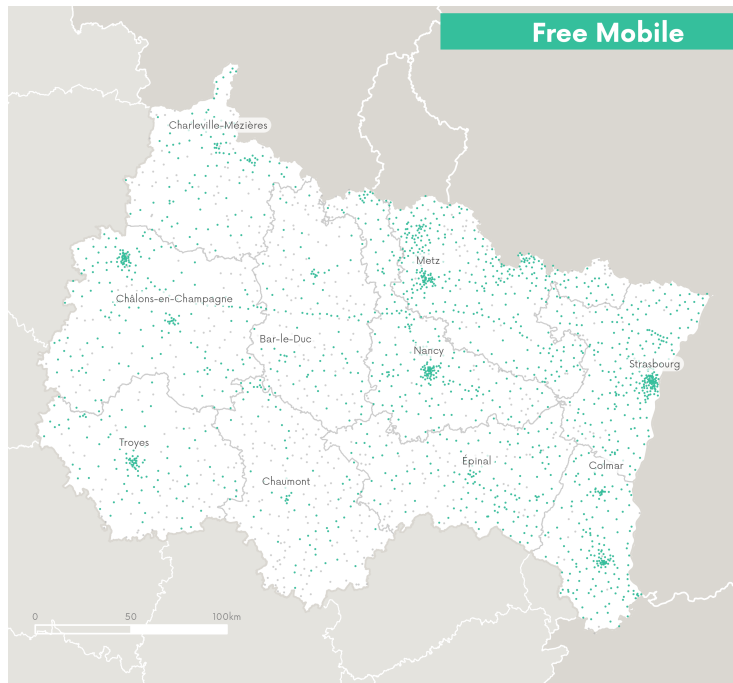 Free Mobile
Charleville-Mézières
Metz
Châlons-en-Champagne
Bar-le-Duc
Nancy
Strasbourg
Troyes
Épinal
Colmar
Chaumont
0 50 100km